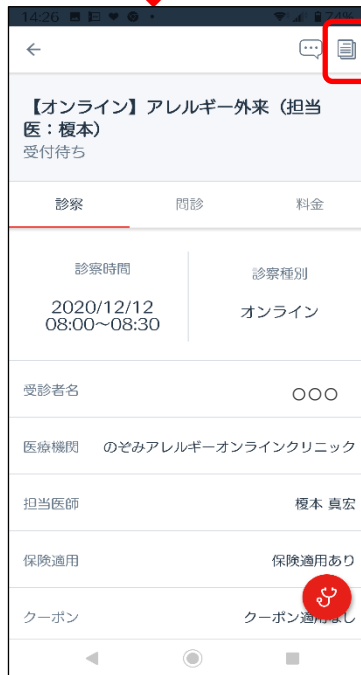 14:26
74%
【オンライン】アレルギー外来（担当
医：榎本）
受付待ち
診察 問診 料金
診察時間 診察種別
2020/12/12
08:00~08:30
オンライン
受診者名 ○○○
医療機関 のぞみアレルギーオンラインクリニック
担当医師 榎本 真宏
保険適用 保険適用あり
クーポン クーポン適用なし